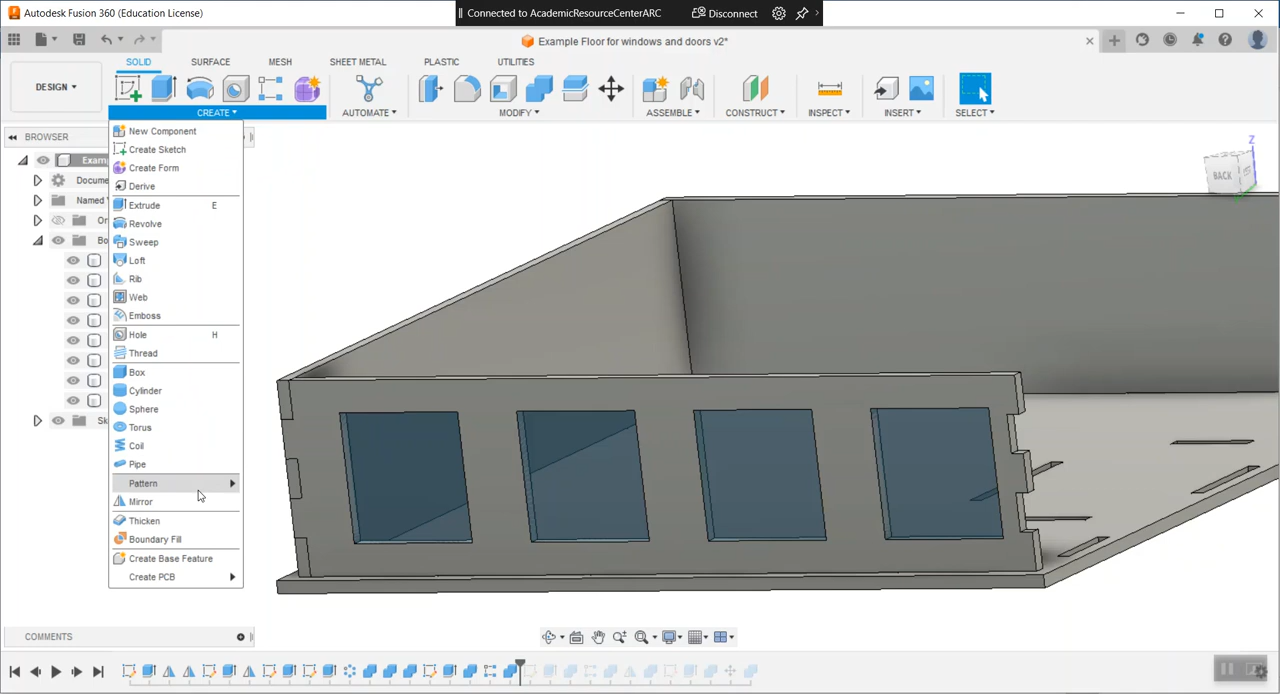 Autodesk Fusion 360 (Education License)
Connected to AcademicResourceCenterARC
Disconnect
Example Floor for windows and doors v2*
DESIGN
SOLID
SURFACE
MESH
SHEET METAL
PLASTIC
UTILITIES
CREATE
AUTOMATE
MODIFY
ASSEMBLE
CONSTRUCT
INSPECT
INSERT
SELECT
BROWSER
Examp
Docume
Named
Or
Bo
Sk
New Component
Create Sketch
Create Form
Derive
Extrude E
Revolve
Sweep
Loft
Rib
Web
Emboss
Hole H
Thread
Box
Cylinder
Sphere
Torus
Coil
Pipe
Pattern
Mirror
Thicken
Boundary Fill
Create Base Feature
Create PCB
Z
BACK
COMMENTS